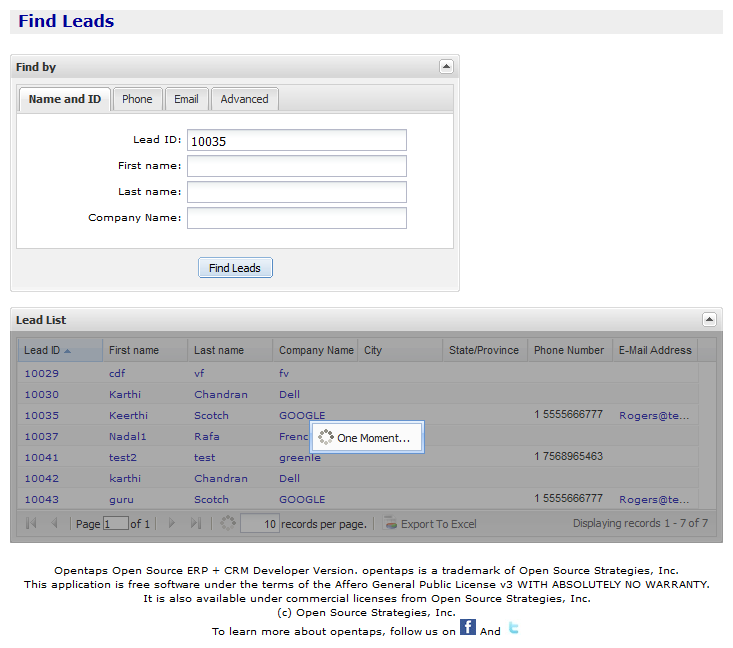 Find Leads
Find by
Name and ID Phone Email Advanced
Lead ID: 10035
First name:
Last name:
Company Name:
Find Leads
Lead List
Lead ID First name Last name Company Name City State/Province Phone Number E-Mail Address
10029 cdf vf fv
10030 Karthi Chandran Dell
10035 Keerthi Scotch GOOGLE 1 5555666777 Rogers@te...
10037 Nadal1 Rafa Frenc
One Moment...
10041 test2 test greenle 1 7568965463
10042 karthi Chandran Dell
10043 guru Scotch GOOGLE 1 5555666777 Rogers@te...
Page 1 of 1 10 records per page. Export To Excel Displaying records 1 - 7 of 7
Opentaps Open Source ERP + CRM Developer Version. opentaps is a trademark of Open Source Strategies, Inc.
This application is free software under the terms of the Affero General Public License v3 WITH ABSOLUTELY NO WARRANTY.
It is also available under commercial licenses from Open Source Strategies, Inc.
(c) Open Source Strategies, Inc.
To learn more about opentaps, follow us on f And t